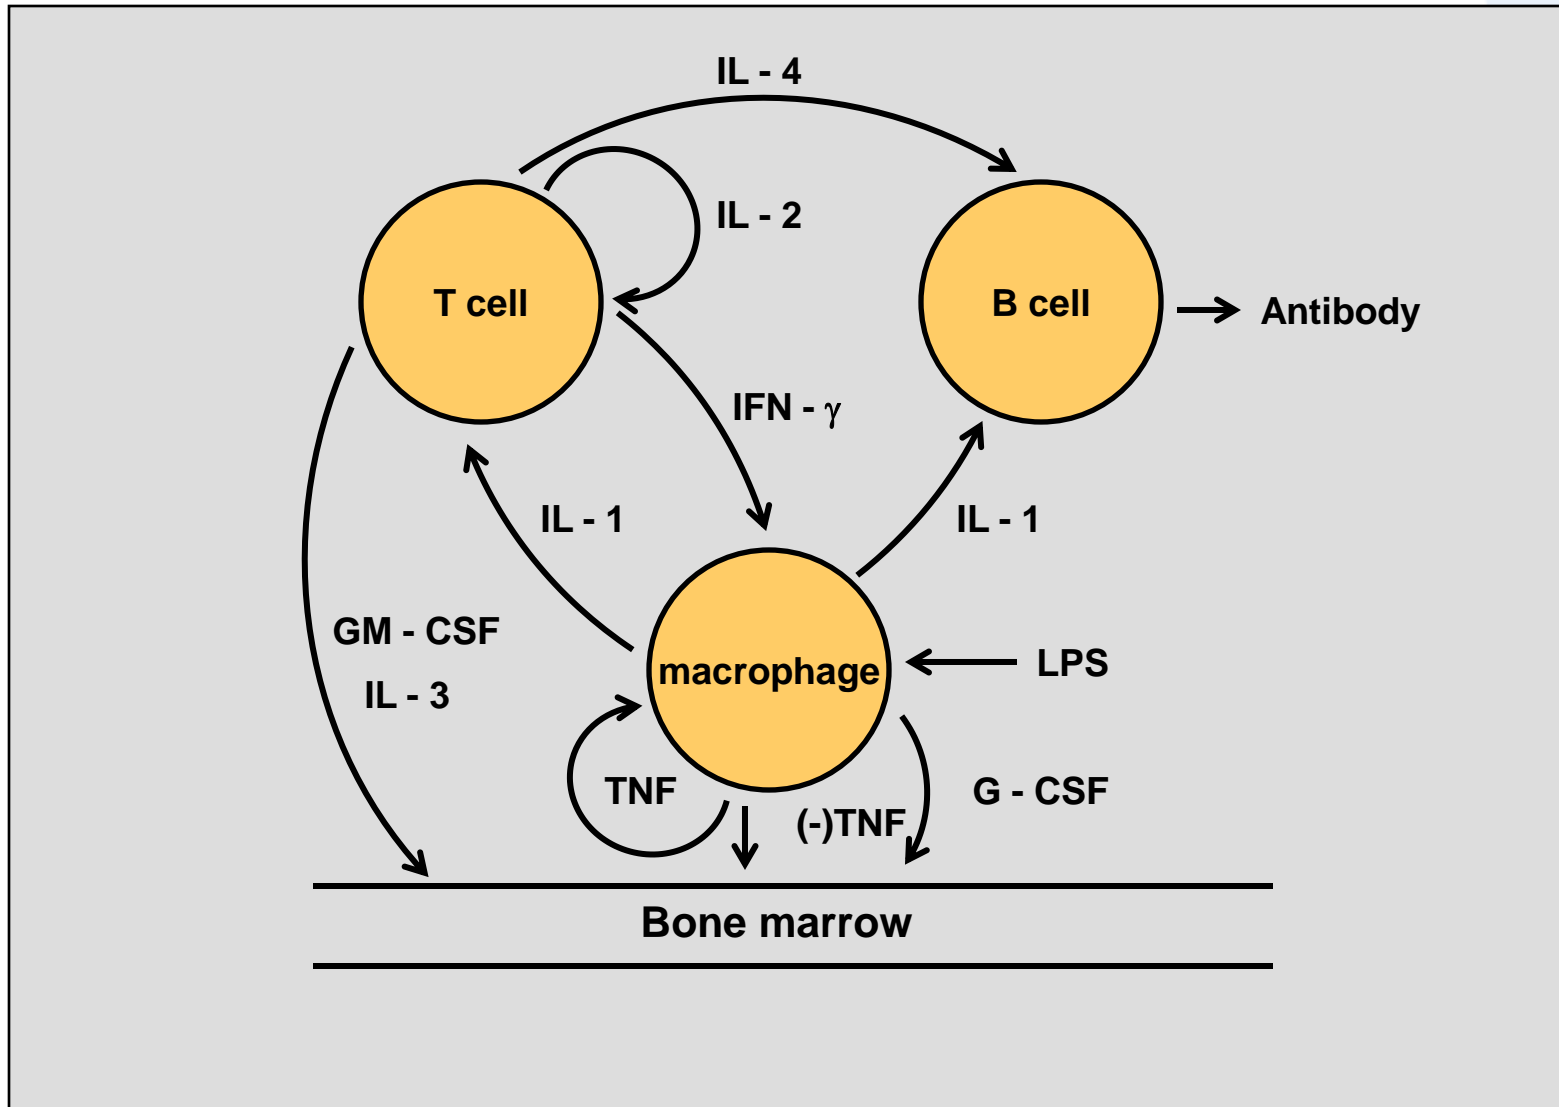 IL - 4
IL - 2
T cell
B cell
Antibody
IFN - γ
IL - 1
IL - 1
GM - CSF
IL - 3
macrophage
LPS
TNF
(-)TNF
G - CSF
Bone marrow